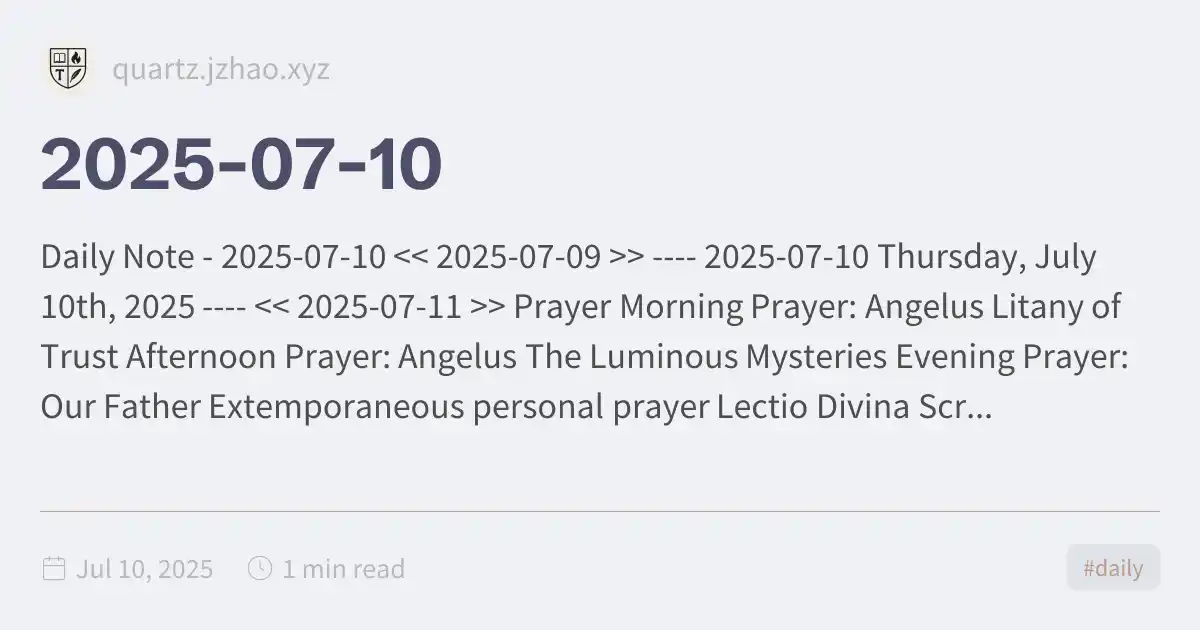 T
quartz.jzhao.xyz
2025-07-10
Daily Note - 2025-07-10 << 2025-07-09 >> ---- 2025-07-10 Thursday, July
10th, 2025 ---- << 2025-07-11 >> Prayer Morning Prayer: Angelus Litany of
Trust Afternoon Prayer: Angelus The Luminous Mysteries Evening Prayer:
Our Father Extemporaneous personal prayer Lectio Divina Scr...
Jul 10, 2025 1 min read #daily